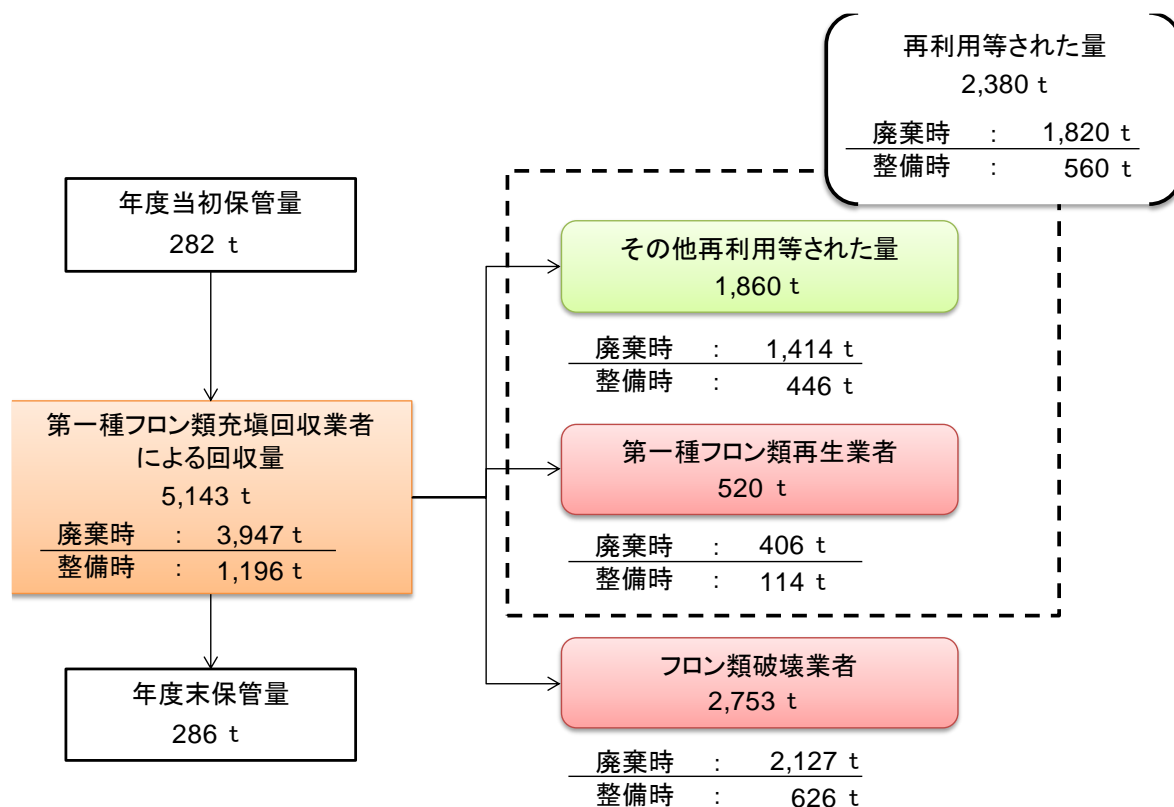 再利用等された量
2,380 t
廃棄時 : 1,820 t
整備時 : 560 t
年度当初保管量
282 t
その他再利用等された量
1,860 t
廃棄時 : 1,414 t
整備時 : 446 t
第一種フロン類充塡回収業者
による回収量
5,143 t
廃棄時 : 3,947 t
整備時 : 1,196 t
第一種フロン類再生業者
520 t
廃棄時 : 406 t
整備時 : 114 t
年度末保管量
286 t
フロン類破壊業者
2,753 t
廃棄時 : 2,127 t
整備時 : 626 t